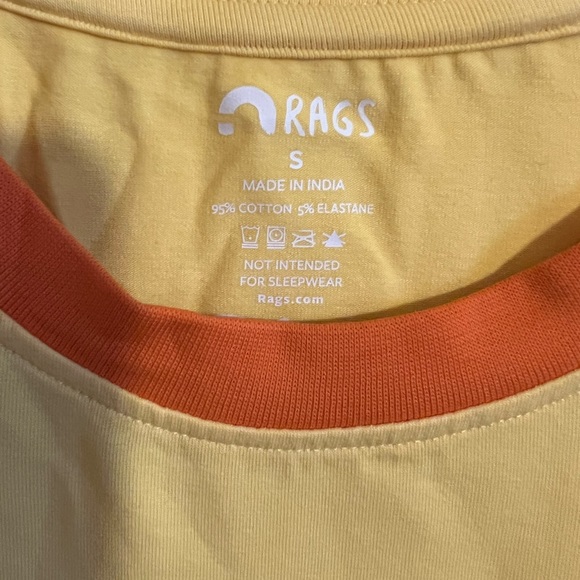 RAGS
S
MADE IN INDIA
95% COTTON 5% ELASTANE
NOT INTENDED
FOR SLEEPWEAR
Rags.com